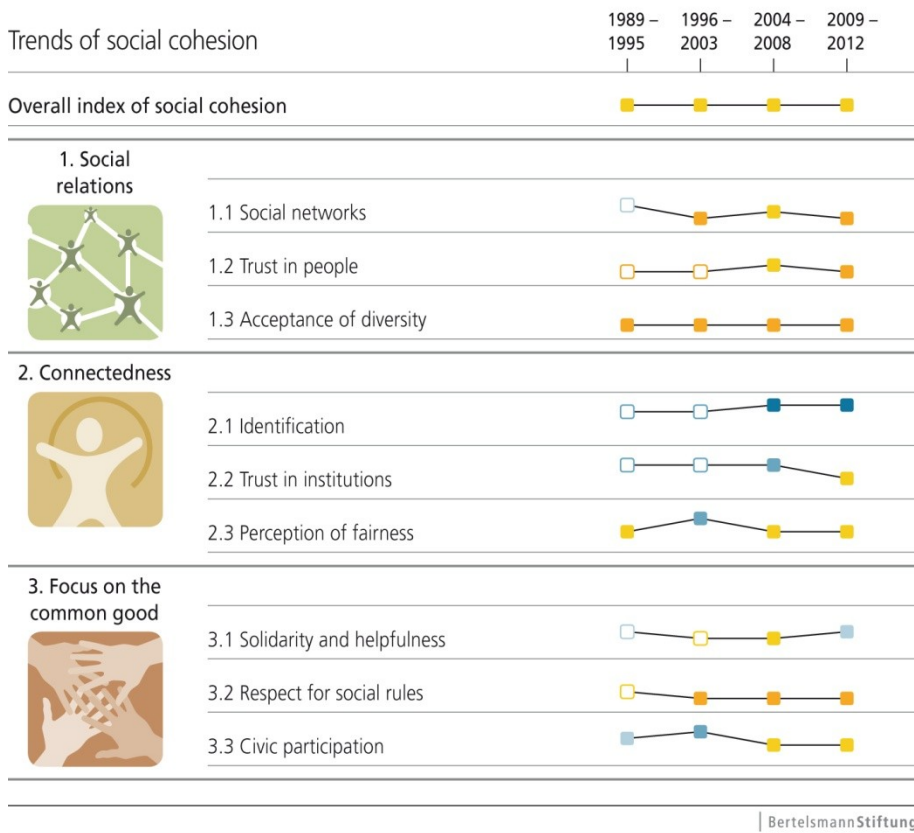 Trends of social cohesion
1989 – 1996 – 2004 – 2009 –
1995 2003 2008 2012
Overall index of social cohesion
1. Social
relations
1.1 Social networks
1.2 Trust in people
1.3 Acceptance of diversity
2. Connectedness
2.1 Identification
2.2 Trust in institutions
2.3 Perception of fairness
3. Focus on the
common good
3.1 Solidarity and helpfulness
3.2 Respect for social rules
3.3 Civic participation
BertelsmannStiftung